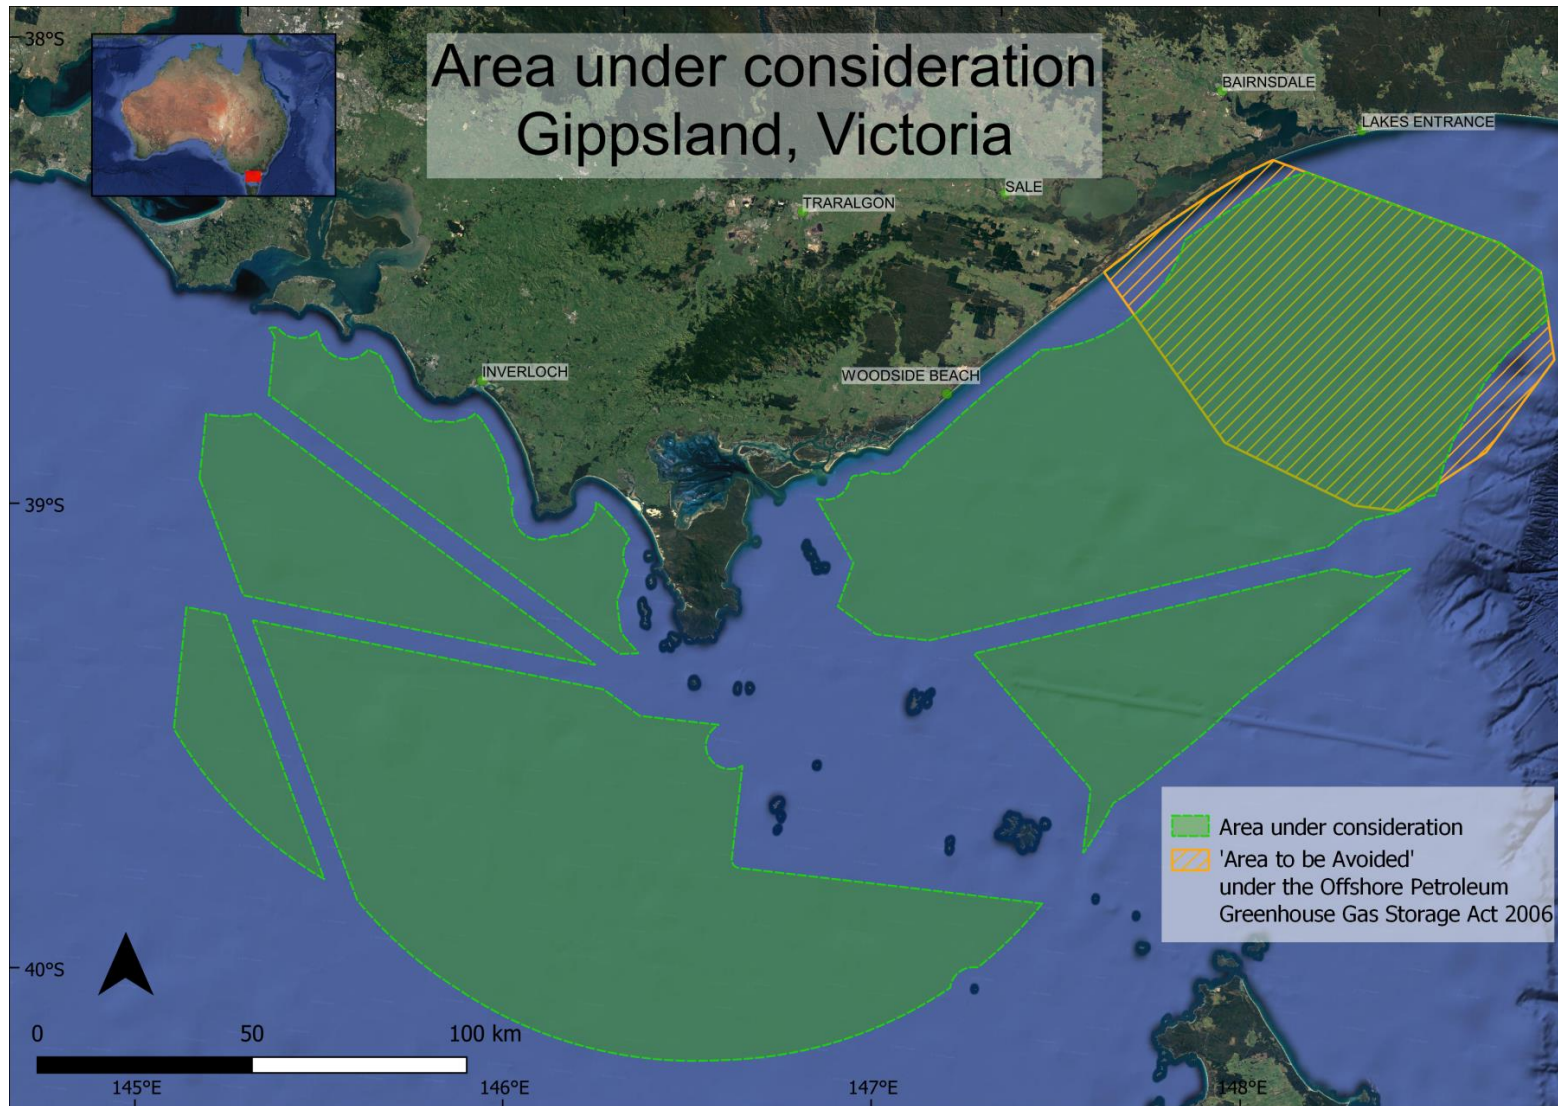 Area under consideration
Gippsland, Victoria
38°S
BAIRNSDALE
LAKES ENTRANCE
SALE
TRARALGON
INVERLOCH
WOODSIDE BEACH
39°S
Area under consideration
'Area to be Avoided'
under the Offshore Petroleum
Greenhouse Gas Storage Act 2006
40°S
0 50 100 km
145°E 146°E 147°E 148°E